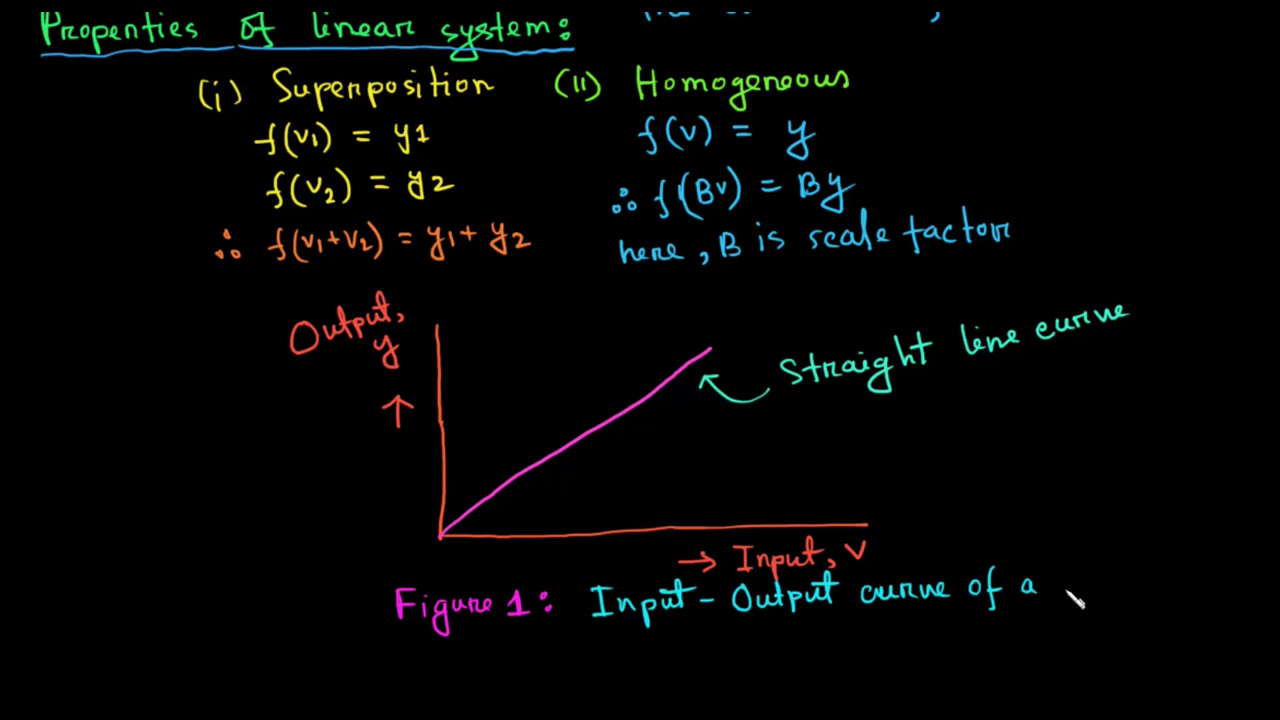 Properties of linear system:
(i) Superposition
f(v1) = y1
f(v2) = y2
∴ f(v1+v2) = y1+ y2
(ii) Homogeneous
f(v) = y
∴ f(Bv) = By
here, B is scale factor
Output,
y
↑
Straight line curve
→ Input, v
Figure 1: Input - Output curve of a